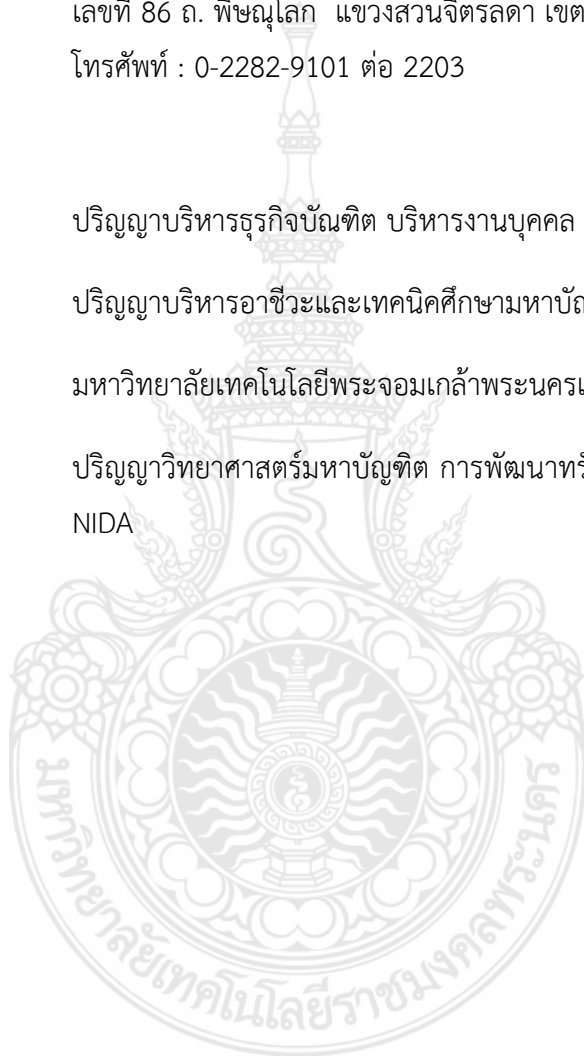 เลขที่ 86 ถ. พิษณุโลก แขวงสวนจิตรลดา เขต
โทรศัพท์ : 0-2282-9101 ต่อ 2203
ปริญญาบริหารธุรกิจบัณฑิต บริหารงานบุคคล
ปริญญาบริหารอาชีวะและเทคนิคศึกษามหาบัณ
มหาวิทยาลัยเทคโนโลยีพระจอมเกล้าพระนครเ
ปริญญาวิทยาศาสตร์มหาบัญฑิต การพัฒนาทรั
NIDA
มหาวิทยาลัยเทคโนโลยีราชมงคลพระนคร